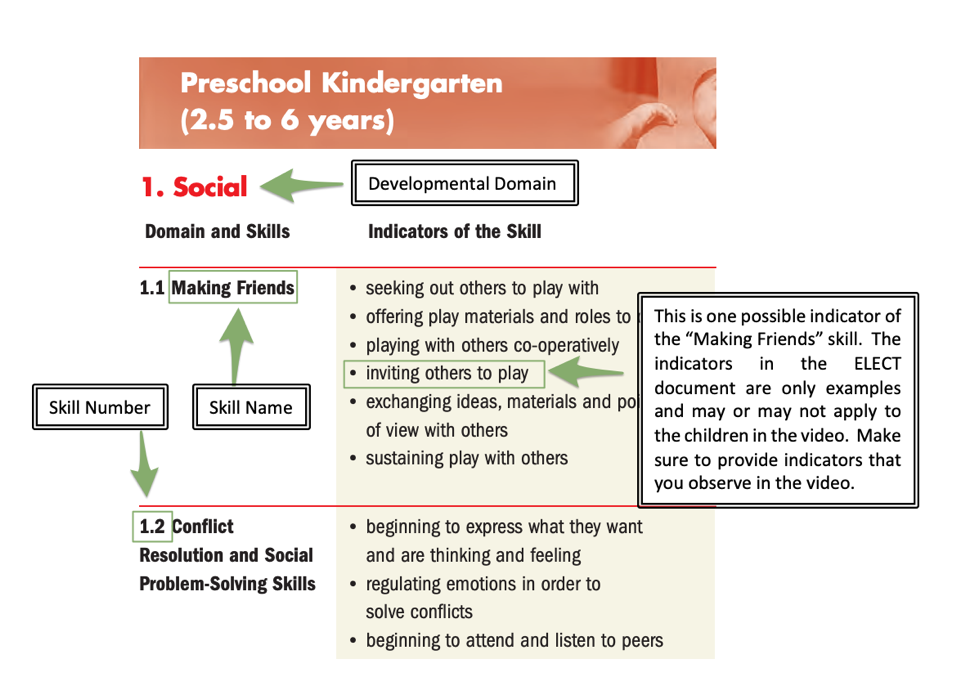 Preschool Kindergarten
(2.5 to 6 years)
1. Social
Developmental Domain
Domain and Skills
Indicators of the Skill
1.1 Making Friends
• seeking out others to play with
• offering play materials and roles to
• playing with others co-operatively
• inviting others to play
• exchanging ideas, materials and
of view with others
• sustaining play with others
This is one possible indicator of
the “Making Friends” skill. The
indicators in the ELECT
document are only examples
and may or may not apply to
the children in the video. Make
sure to provide indicators that
you observe in the video.
Skill Number
Skill Name
1.2 Conflict
Resolution and Social
Problem-Solving Skills
• beginning to express what they want
and are thinking and feeling
• regulating emotions in order to
solve conflicts
• beginning to attend and listen to peers